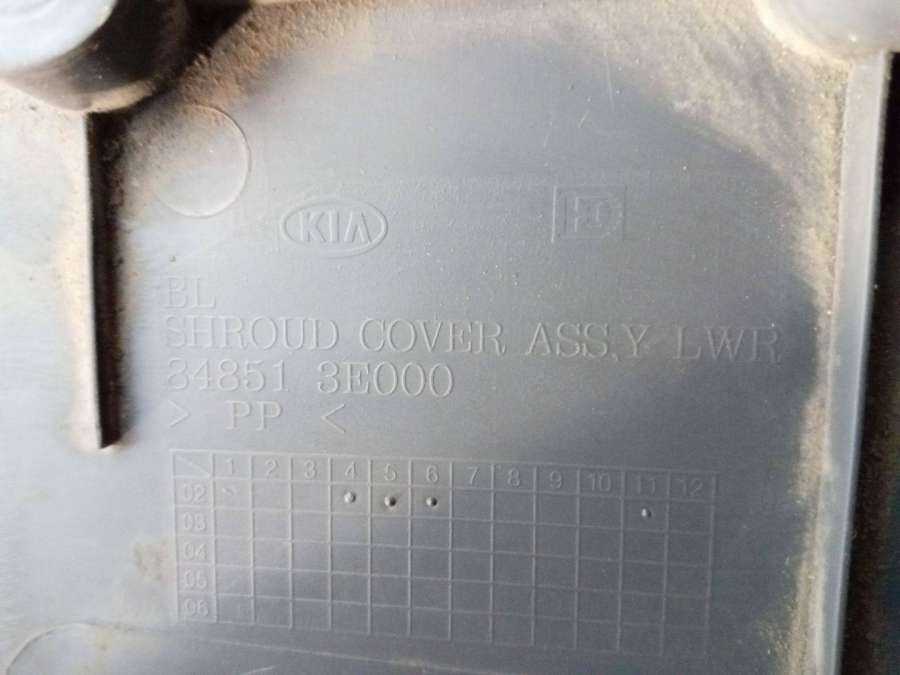 KIA
BL
SHROUD COVER ASS,Y LWR
84851 3E000
> PP <
1 2 3 4 5 6 7 8 9 10 11 12
02
03
04
05
06